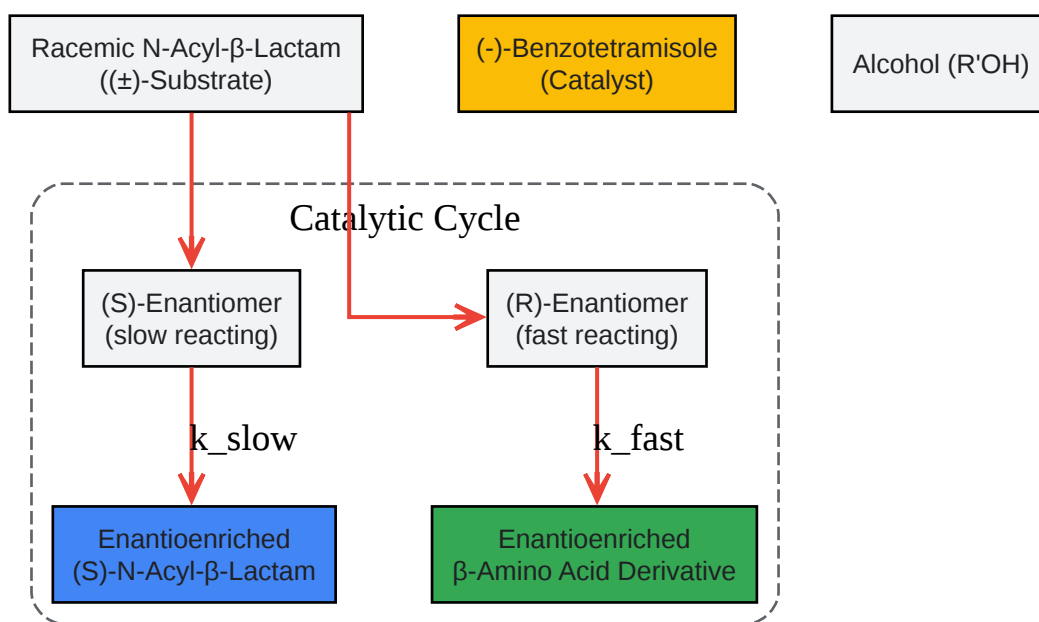 Racemic N-Acyl-β-Lactam
((±)-Substrate)
(-)-Benzotetramisole
(Catalyst)
Alcohol (R'OH)
Catalytic Cycle
(S)-Enantiomer
(slow reacting)
(R)-Enantiomer
(fast reacting)
k_slow
k_fast
Enantioenriched
(S)-N-Acyl-β-Lactam
Enantioenriched
β-Amino Acid Derivative